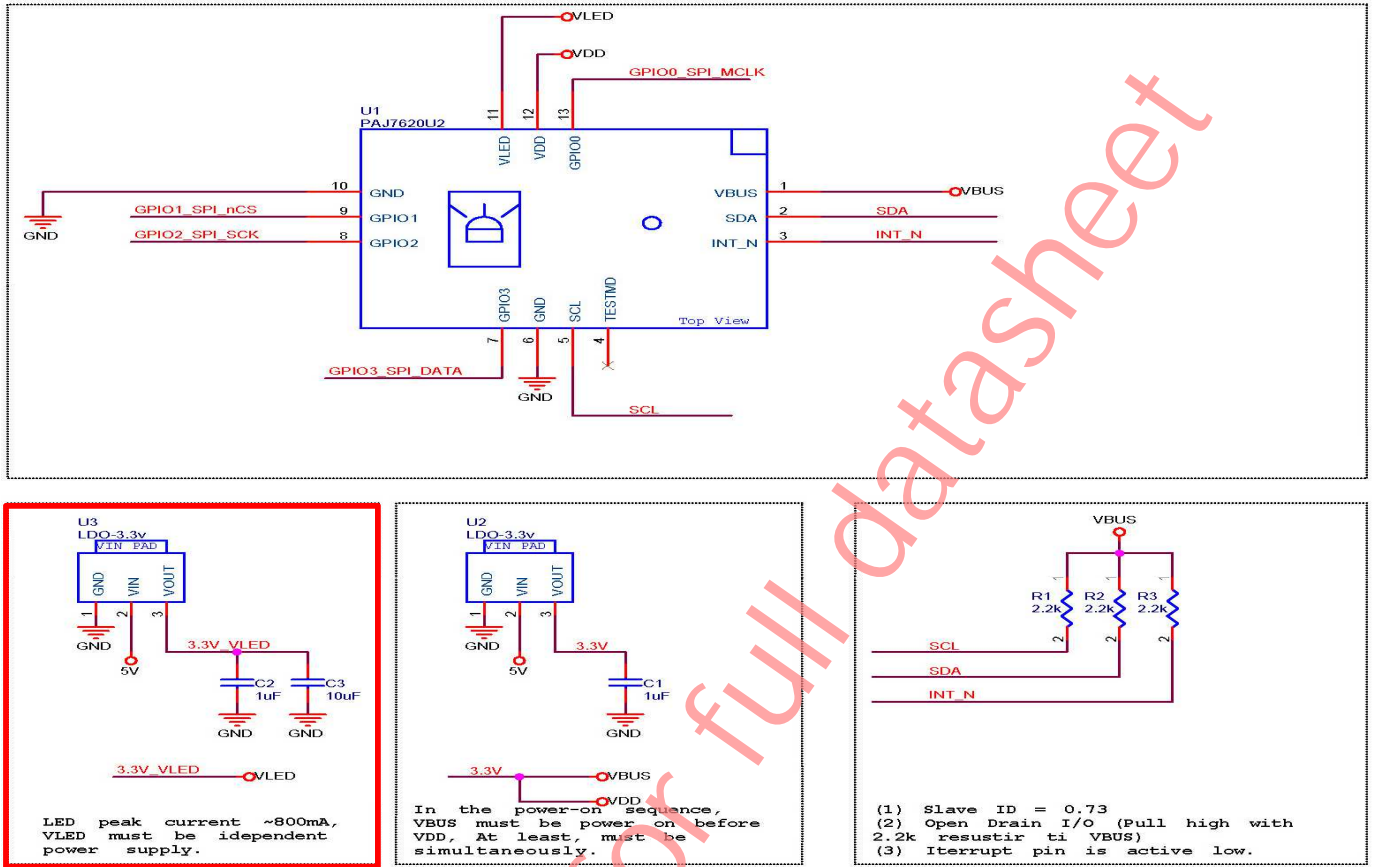 VLED
VDD
GPIO0_SPI_MCLK
U1
PAJ7620U2
11
12
13
VLED
VDD
GPIO0
10
GND
VBUS
1
VBUS
GND
GPIO1_SPI_nCS
9
GPIO1
SDA
2
SDA
GPIO2_SPI_SCK
8
GPIO2
INT_N
3
INT_N
GPIO3
GND
SCL
TESTMD
Top View
7
6
5
4
GPIO3_SPI_DATA
GND
SCL
U3
LDO-3.3v
VIN PAD
GND
VIN
VOUT
1
2
3
GND
5V
3.3V_VLED
C2
1uF
C3
10uF
GND
GND
3.3V_VLED
VLED
LED peak current ~800mA,
VLED must be idependent
power supply.
U2
LDO-3.3v
VIN PAD
GND
VIN
VOUT
1
2
3
GND
5V
3.3V
C1
1uF
GND
3.3V
VBUS
VDD
In the power-on sequence,
VBUS must be power on before
VDD, At least, must be
simultaneously.
VBUS
1
1
1
R1
2.2k
R2
2.2k
R3
2.2k
2
2
2
SCL
SDA
INT_N
(1) Slave ID = 0.73
(2) Open Drain I/O (Pull high with
2.2k resustir ti VBUS)
(3) Iterrupt pin is active low.
or full datasheet